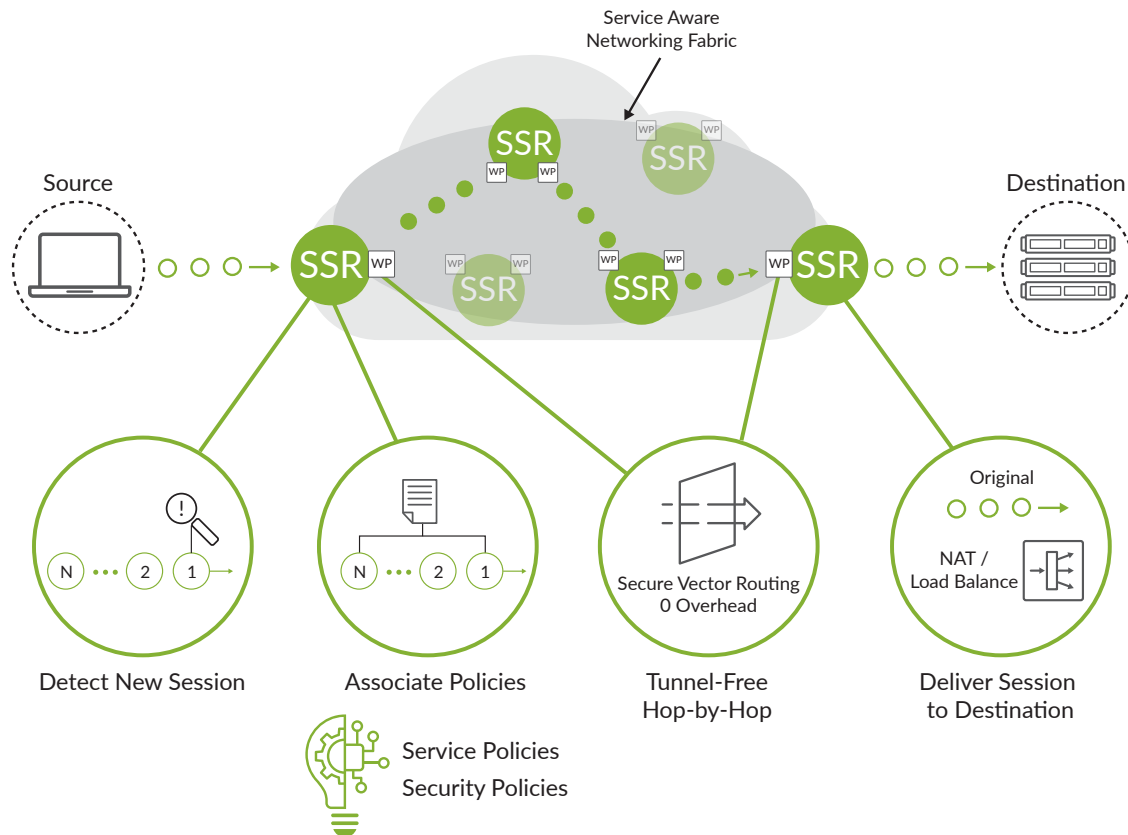 Service Aware
Networking Fabric
Source
Destination
SSR
WP
WP
WP
WP
SSR
SSR
WP
WP
WP
SSR
WP
SSR
WP
WP
SSR
WP
SSR
N ••• 2 1
!
N ••• 2 1
Secure Vector Routing
0 Overhead
Original
NAT /
Load Balance
Detect New Session
Associate Policies
Tunnel-Free
Hop-by-Hop
Deliver Session
to Destination
Service Policies
Security Policies